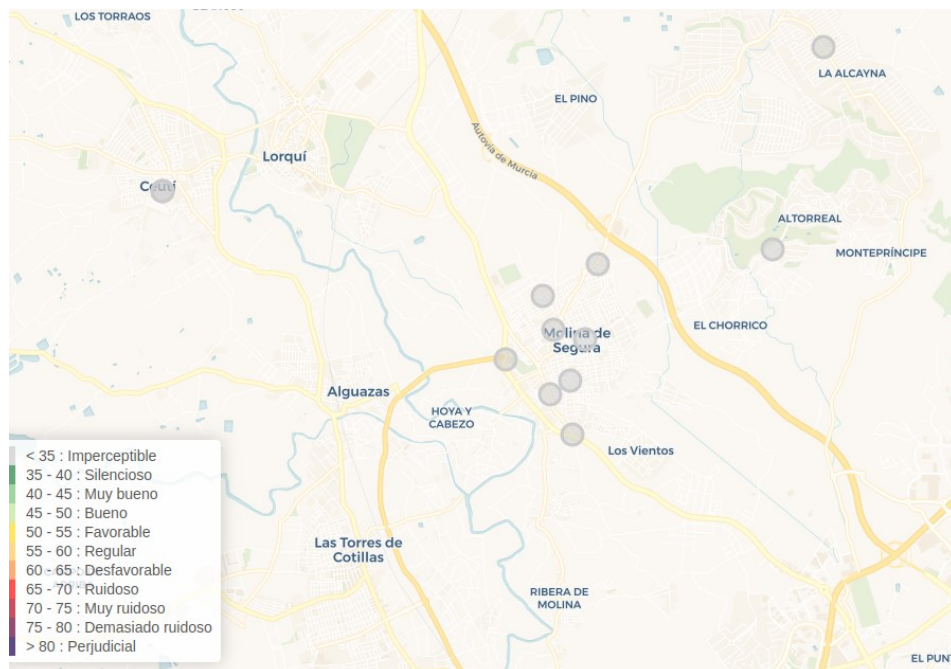 LOS TORRAOS
LA ALCAYNA
EL PINO
Autovía de Murcia
Lorquí
Ceutí
ALTORREAL
MONTEPRÍNCIPE
EL CHORRICO
Molina de
Segura
Alguazas
HOYA Y
CABEZO
Los Vientos
< 35 : Imperceptible
35 - 40 : Silencioso
40 - 45 : Muy bueno
45 - 50 : Bueno
50 - 55 : Favorable
55 - 60 : Regular
60 - 65 : Desfavorable
65 - 70 : Ruidoso
70 - 75 : Muy ruidoso
75 - 80 : Demasiado ruidoso
> 80 : Perjudicial
Las Torres de
Cotillas
RIBERA DE
MOLINA
EL PUNT